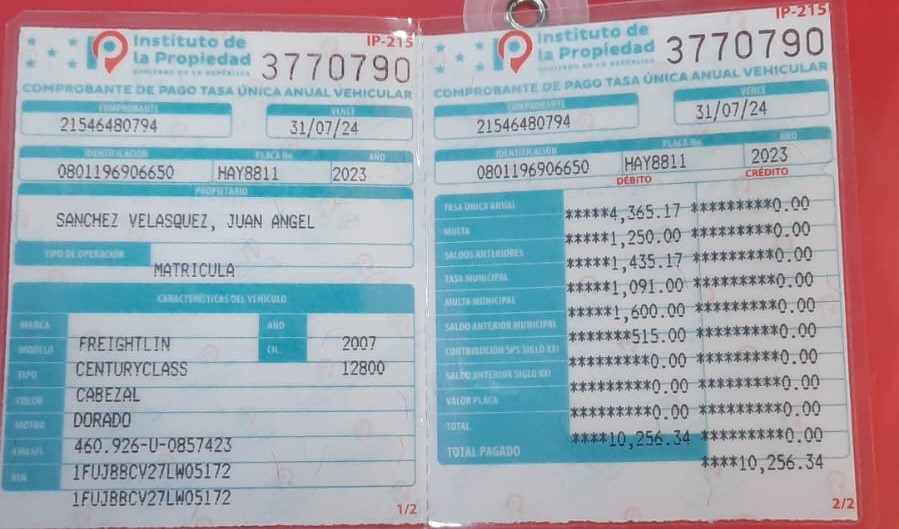 IP-215
Instituto de
la Propiedad
GOBIERNO DE LA REPÚBLICA
3770790
COMPROBANTE DE PAGO TASA ÚNICA ANUAL VEHICULAR
COMPROBANTE VENCE
21546480794 31/07/24
IDENTIFICACIÓN PLACA No. AÑO
0801196906650 HAY8811 2023
PROPIETARIO
SANCHEZ VELASQUEZ, JUAN ANGEL
TIPO DE OPERACIÓN
MATRICULA
CARACTERÍSTICAS DEL VEHÍCULO
MARCA AÑO
FREIGHTLIN 2007
MODELO CIL.
CENTURYCLASS 12800
TIPO
CABEZAL
COLOR
DORADO
MOTOR
460.926-U-0857423
CHASIS
1FUJBBCV27LW05172
VIN
1FUJBBCV27LW05172
1/2
IP-215
Instituto de
la Propiedad
GOBIERNO DE LA REPÚBLICA
3770790
COMPROBANTE DE PAGO TASA ÚNICA ANUAL VEHICULAR
COMPROBANTE VENCE
21546480794 31/07/24
IDENTIFICACIÓN PLACA No. AÑO
0801196906650 HAY8811 2023
DÉBITO CRÉDITO
TASA ÚNICA ANUAL *****4,365.17 *********0.00
MULTA *****1,250.00 *********0.00
SALDOS ANTERIORES *****1,435.17 *********0.00
TASA MUNICIPAL *****1,091.00 *********0.00
MULTA MUNICIPAL *****1,600.00 *********0.00
SALDO ANTERIOR MUNICIPAL *******515.00 *********0.00
CONTRIBUCIÓN SPS SIGLO XXI *********0.00 *********0.00
SALDO ANTERIOR SIGLO XXI *********0.00 *********0.00
VALOR PLACA *********0.00 *********0.00
TOTAL ****10,256.34 *********0.00
TOTAL PAGADO ****10,256.34
2/2